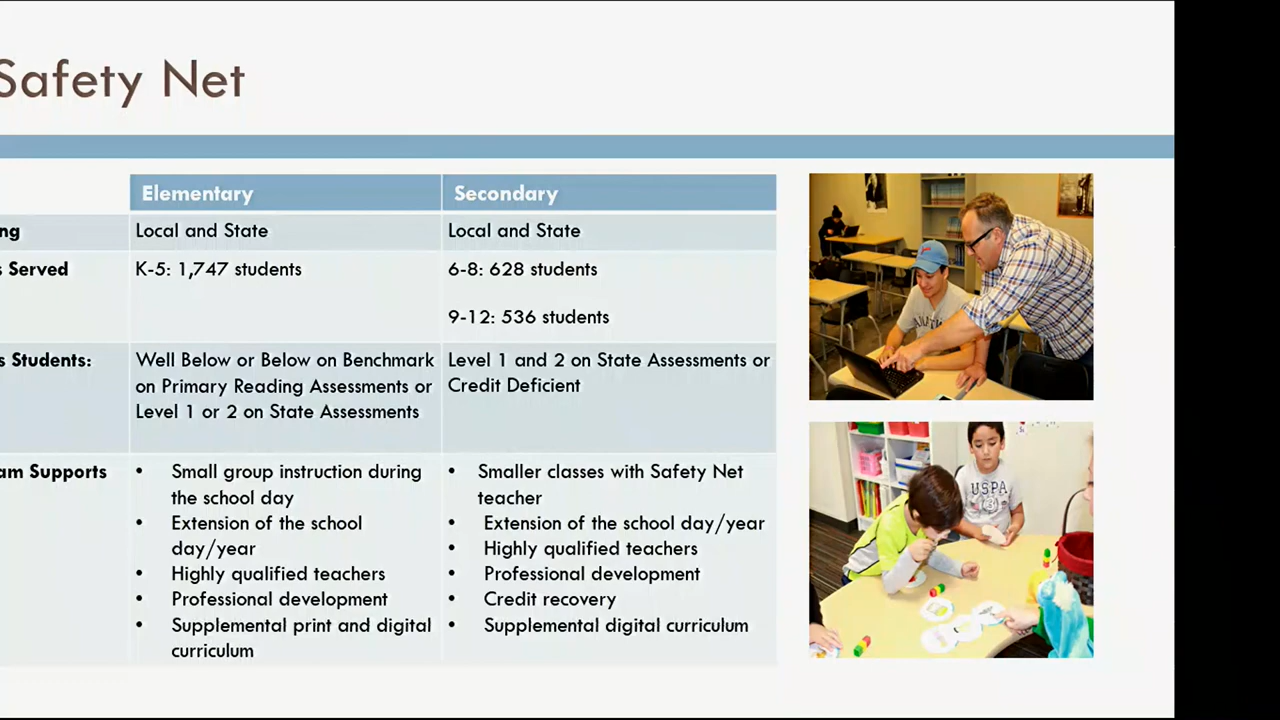 Safety Net
Elementary
Secondary
ng
Local and State
Local and State
s Served
K-5: 1,747 students
6-8: 628 students
9-12: 536 students
s Students:
Well Below or Below on Benchmark
on Primary Reading Assessments or
Level 1 or 2 on State Assessments
Level 1 and 2 on State Assessments or
Credit Deficient
am Supports
• Small group instruction during
the school day
• Extension of the school
day/year
• Highly qualified teachers
• Professional development
• Supplemental print and digital
curriculum
• Smaller classes with Safety Net
teacher
• Extension of the school day/year
• Highly qualified teachers
• Professional development
• Credit recovery
• Supplemental digital curriculum
USPA